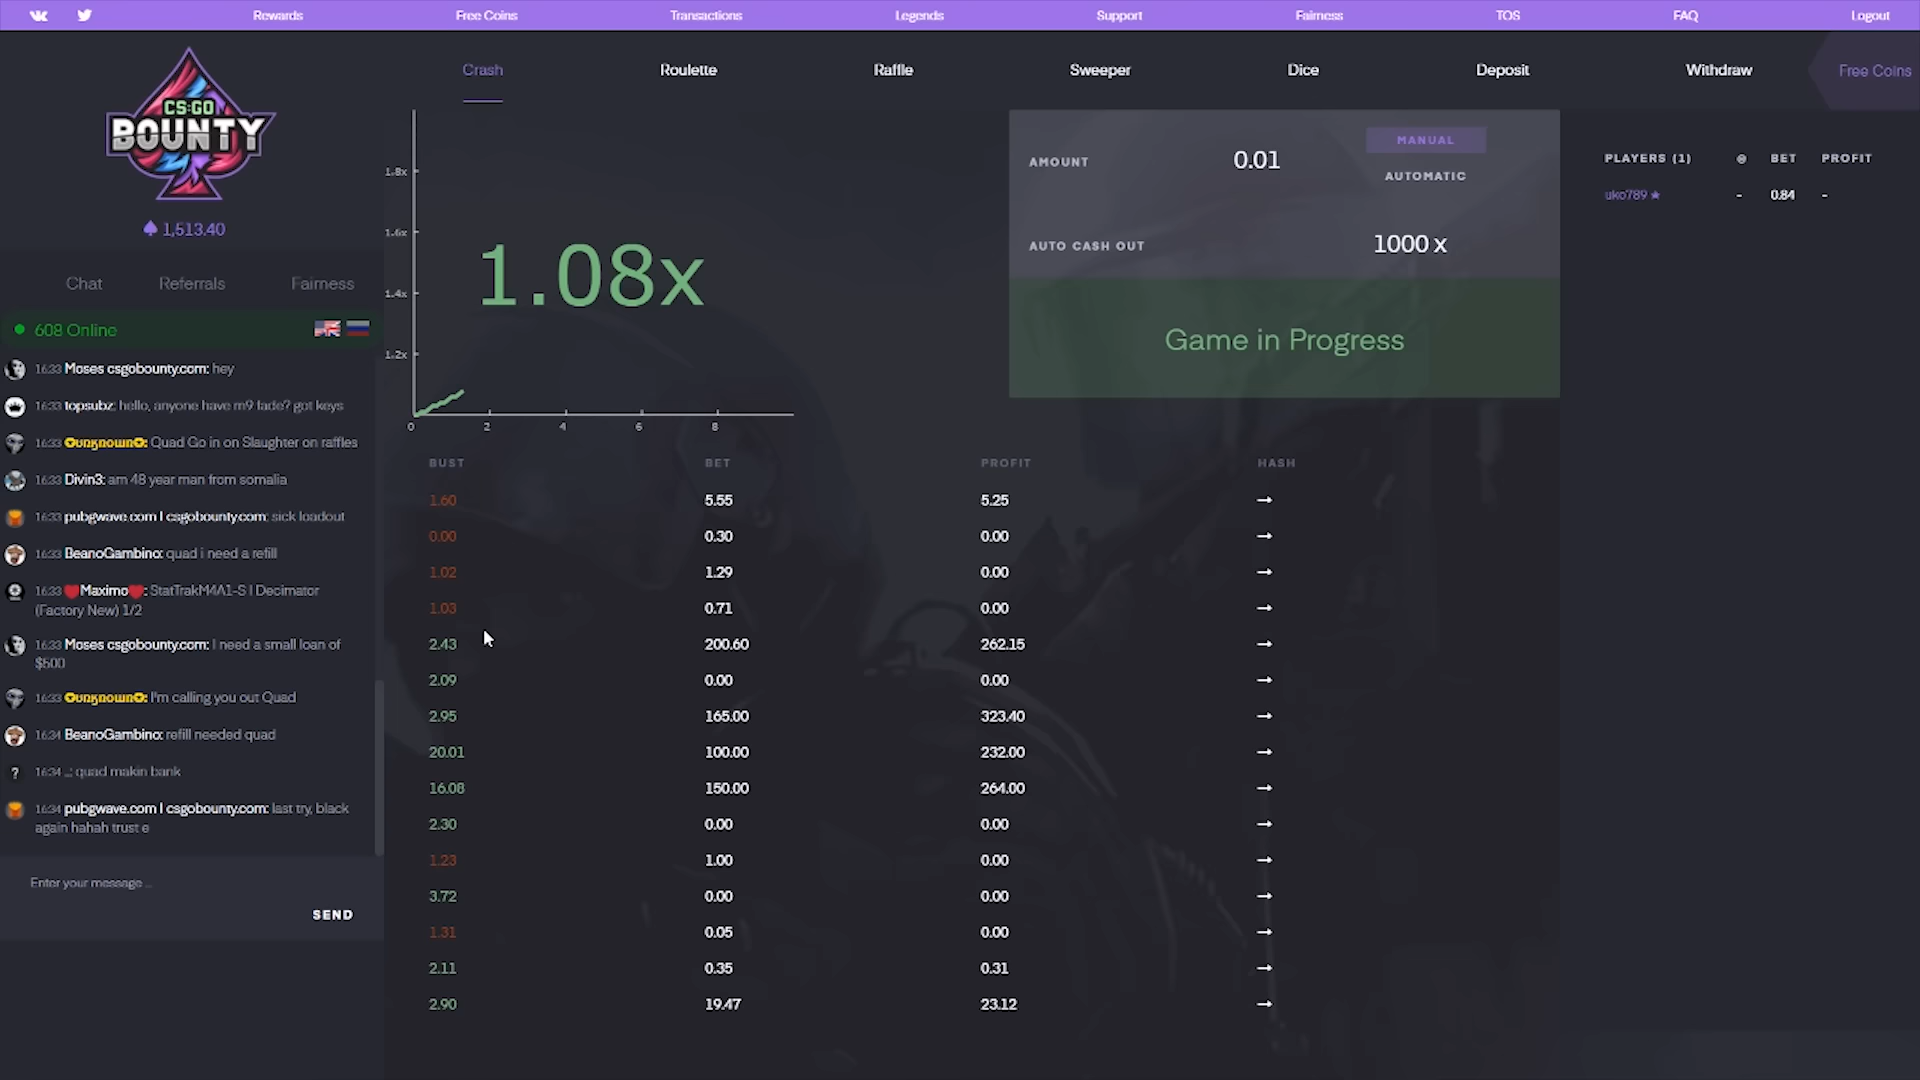 Rewards Free Coins Transactions Legends Support Fairness TOS FAQ Logout
Crash Roulette Raffle Sweeper Dice Deposit Withdraw Free Coins
CS:GO
BOUNTY
1,513.40
Chat Referrals Fairness
608 Online
16:33 Moses csgobounty.com: hey
16:33 topsubz: hello, anyone have m9 fade? got keys
16:33 Quad Go in on Slaughter on raffles
16:33 Divin3: am 48 year man from somalia
16:33 pubgwave.com | csgobounty.com: sick loadout
16:33 BeanoGambino: quad i need a refill
16:33 ❤Maximo❤: StatTrakM4A1-S | Decimator
(Factory New) 1/2
16:33 Moses csgobounty.com: I need a small loan of
$500
16:33 I'm calling you out Quad
16:34 BeanoGambino: refill needed quad
16:34 quad makin bank
16:34 pubgwave.com | csgobounty.com: last try, black
again hahah trust e
Enter your message ...
SEND
1.8x
1.6x
1.4x
1.2x
1.08x
0 2 4 6 8
AMOUNT 0.01 MANUAL
AUTOMATIC
AUTO CASH OUT 1000 x
Game in Progress
PLAYERS (1) @ BET PROFIT
uko789 ★ - 0.84 -
BUST BET PROFIT HASH
1.60 5.55 5.25 →
0.00 0.30 0.00 →
1.02 1.29 0.00 →
1.03 0.71 0.00 →
2.43 200.60 262.15 →
2.09 0.00 0.00 →
2.95 165.00 323.40 →
20.01 100.00 232.00 →
16.08 150.00 264.00 →
2.30 0.00 0.00 →
1.23 1.00 0.00 →
3.72 0.00 0.00 →
1.31 0.05 0.00 →
2.11 0.35 0.31 →
2.90 19.47 23.12 →